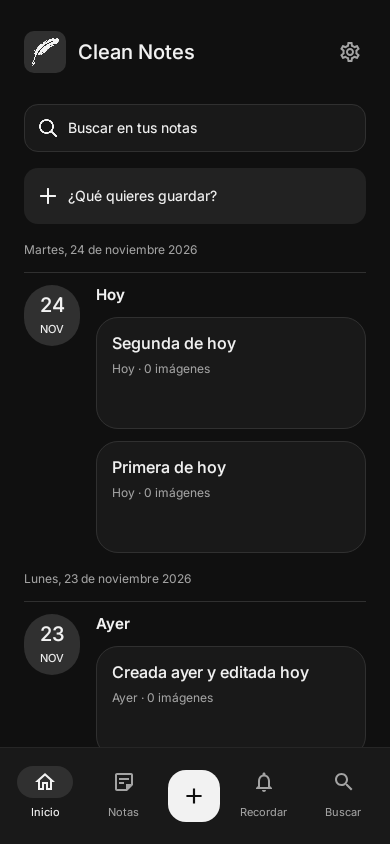 Clean Notes
Buscar en tus notas
¿Qué quieres guardar?
Martes, 24 de noviembre 2026
24
NOV
Hoy
Segunda de hoy
Hoy · 0 imágenes
Primera de hoy
Hoy · 0 imágenes
Lunes, 23 de noviembre 2026
23
NOV
Ayer
Creada ayer y editada hoy
Ayer · 0 imágenes
Inicio
Notas
Recordar
Buscar